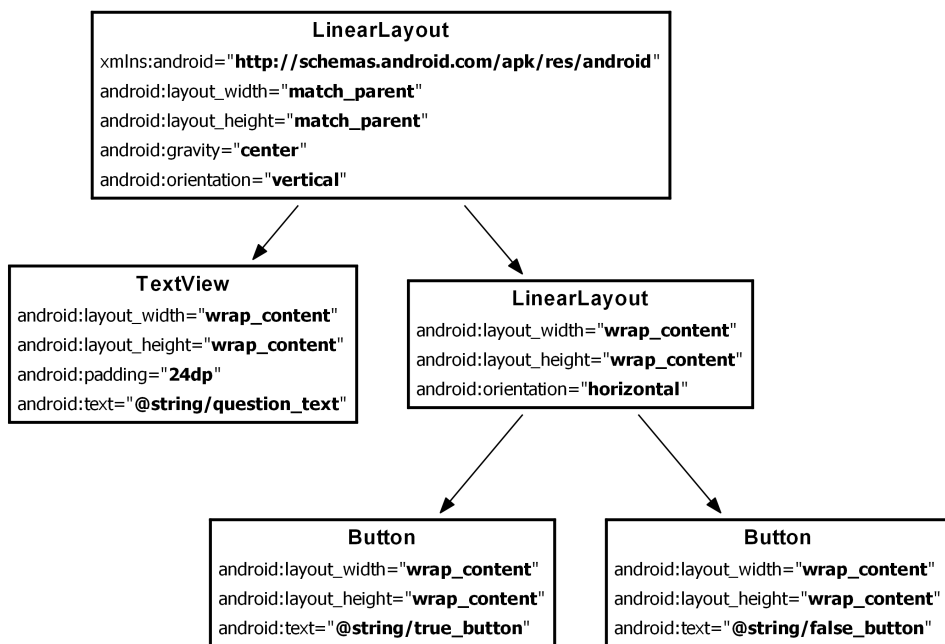 LinearLayout
xmlns:android="http://schemas.android.com/apk/res/android"
android:layout_width="match_parent"
android:layout_height="match_parent"
android:gravity="center"
android:orientation="vertical"
TextView
android:layout_width="wrap_content"
android:layout_height="wrap_content"
android:padding="24dp"
android:text="@string/question_text"
LinearLayout
android:layout_width="wrap_content"
android:layout_height="wrap_content"
android:orientation="horizontal"
Button
android:layout_width="wrap_content"
android:layout_height="wrap_content"
android:text="@string/true_button"
Button
android:layout_width="wrap_content"
android:layout_height="wrap_content"
android:text="@string/false_button"